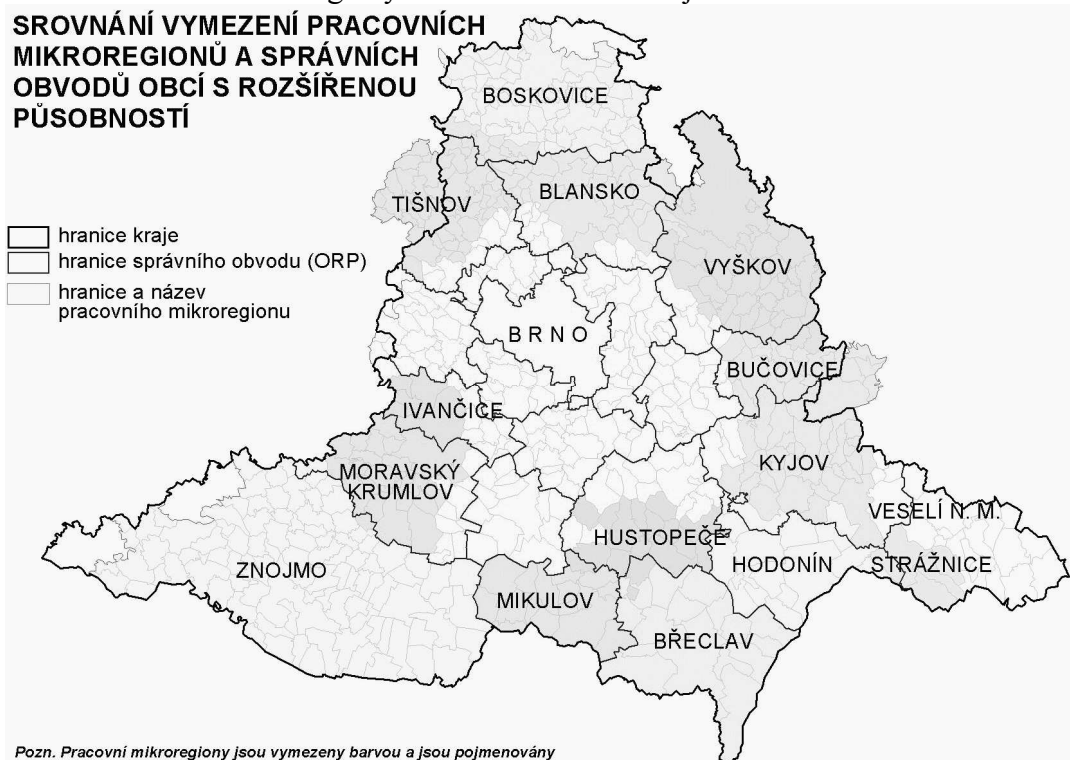 SROVNÁNÍ VYMEZENÍ PRACOVNÍCH
MIKROREGIONŮ A SPRÁVNÍCH
OBVODŮ OBCÍ S ROZŠÍŘENOU
PŮSOBNOSTÍ
BOSKOVICE
TIŠNOV
BLANSKO
hranice kraje
hranice správního obvodu (ORP)
hranice a název
pracovního mikroregionu
VYŠKOV
BRNO
BUČOVICE
IVANČICE
MORAVSKÝ
KRUMLOV
KYJOV
VESELÍ N. M.
HUSTOPEČE
HODONÍN
STRÁŽNICE
ZNOJMO
MIKULOV
BŘECLAV
Pozn. Pracovní mikroregiony jsou vymezeny barvou a jsou pojmenovány